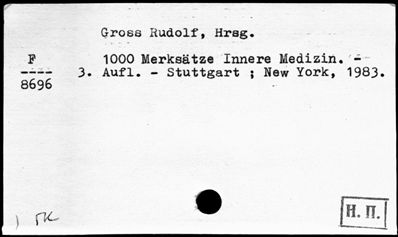 Gross Rudolf, Hrsg.
F
----
8696
1000 Merksätze Innere Medizin. -
3. Aufl. - Stuttgart ; New York, 1983.
Н. П.